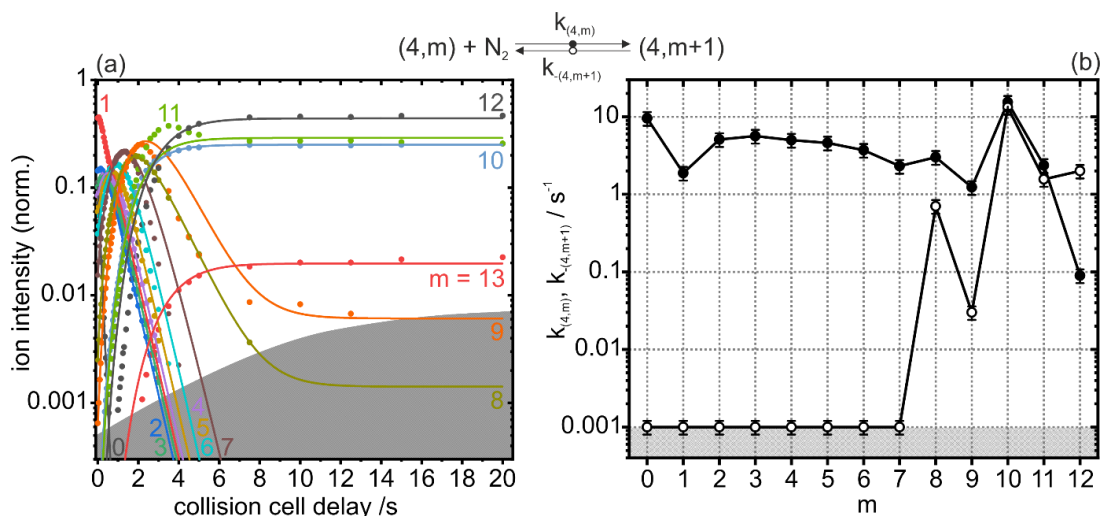 k(4,m)
(4,m) + N2 (4,m+1)
k-(4,m+1)
(a)
ion intensity (norm.)
1
0.1
0.01
0.001
1
11
12
10
m = 13
9
8
0
2
3
4
5
6
7
0 2 4 6 8 10 12 14 16 18 20
collision cell delay /s
(b)
k(4,m), k-(4,m+1) / s-1
10
1
0.1
0.01
0.001
0 1 2 3 4 5 6 7 8 9 10 11 12
m